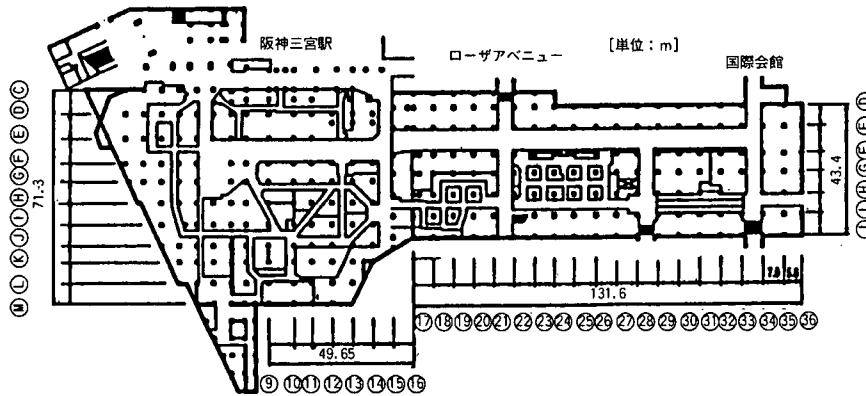 阪神三宮駅
ローザアベニュー
[単位：m]
国際会館
Ⓜ Ⓛ Ⓚ Ⓙ Ⓘ Ⓗ Ⓖ Ⓕ Ⓔ Ⓓ Ⓒ
71.3
43.4
7.0
131.6
⑰ ⑱ ⑲ ⑳ ㉑ ㉒ ㉓ ㉔ ㉕ ㉖ ㉗ ㉘ ㉙ ㉚ ㉛ ㉜ ㉝ ㉞ ㉟ ㊱
49.65
⑨ ⑩ ⑪ ⑫ ⑬ ⑭ ⑮ ⑯